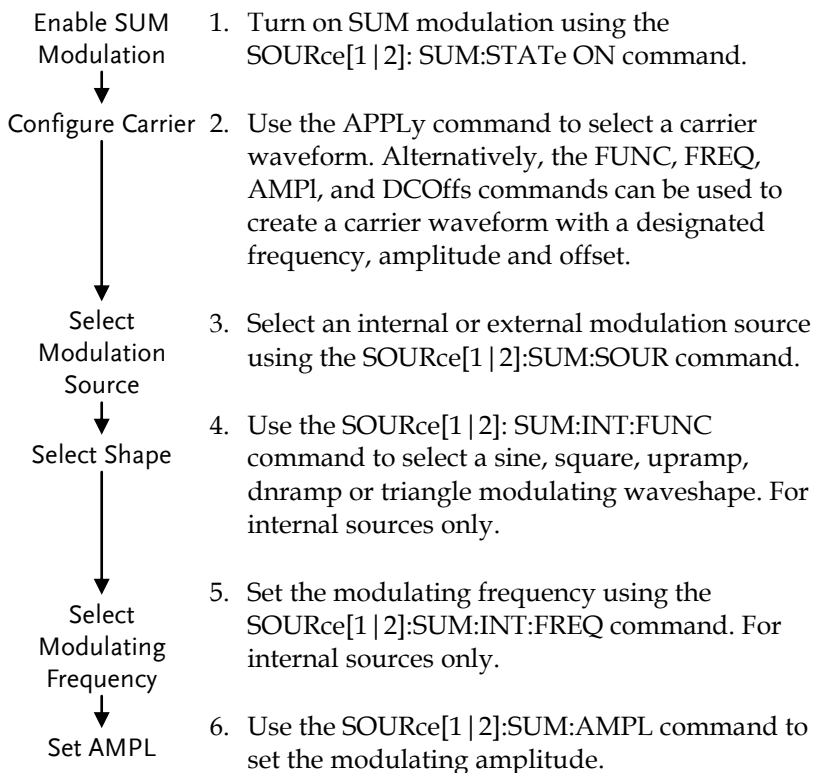 Enable SUM
Modulation
1. Turn on SUM modulation using the
SOURce[1|2]: SUM:STATe ON command.
Configure Carrier
2. Use the APPLy command to select a carrier
waveform. Alternatively, the FUNC, FREQ,
AMPl, and DCOffs commands can be used to
create a carrier waveform with a designated
frequency, amplitude and offset.
Select
Modulation
Source
3. Select an internal or external modulation source
using the SOURce[1|2]:SUM:SOUR command.
Select Shape
4. Use the SOURce[1|2]: SUM:INT:FUNC
command to select a sine, square, upramp,
dnramp or triangle modulating waveshape. For
internal sources only.
Select
Modulating
Frequency
5. Set the modulating frequency using the
SOURce[1|2]:SUM:INT:FREQ command. For
internal sources only.
Set AMPL
6. Use the SOURce[1|2]:SUM:AMPL command to
set the modulating amplitude.